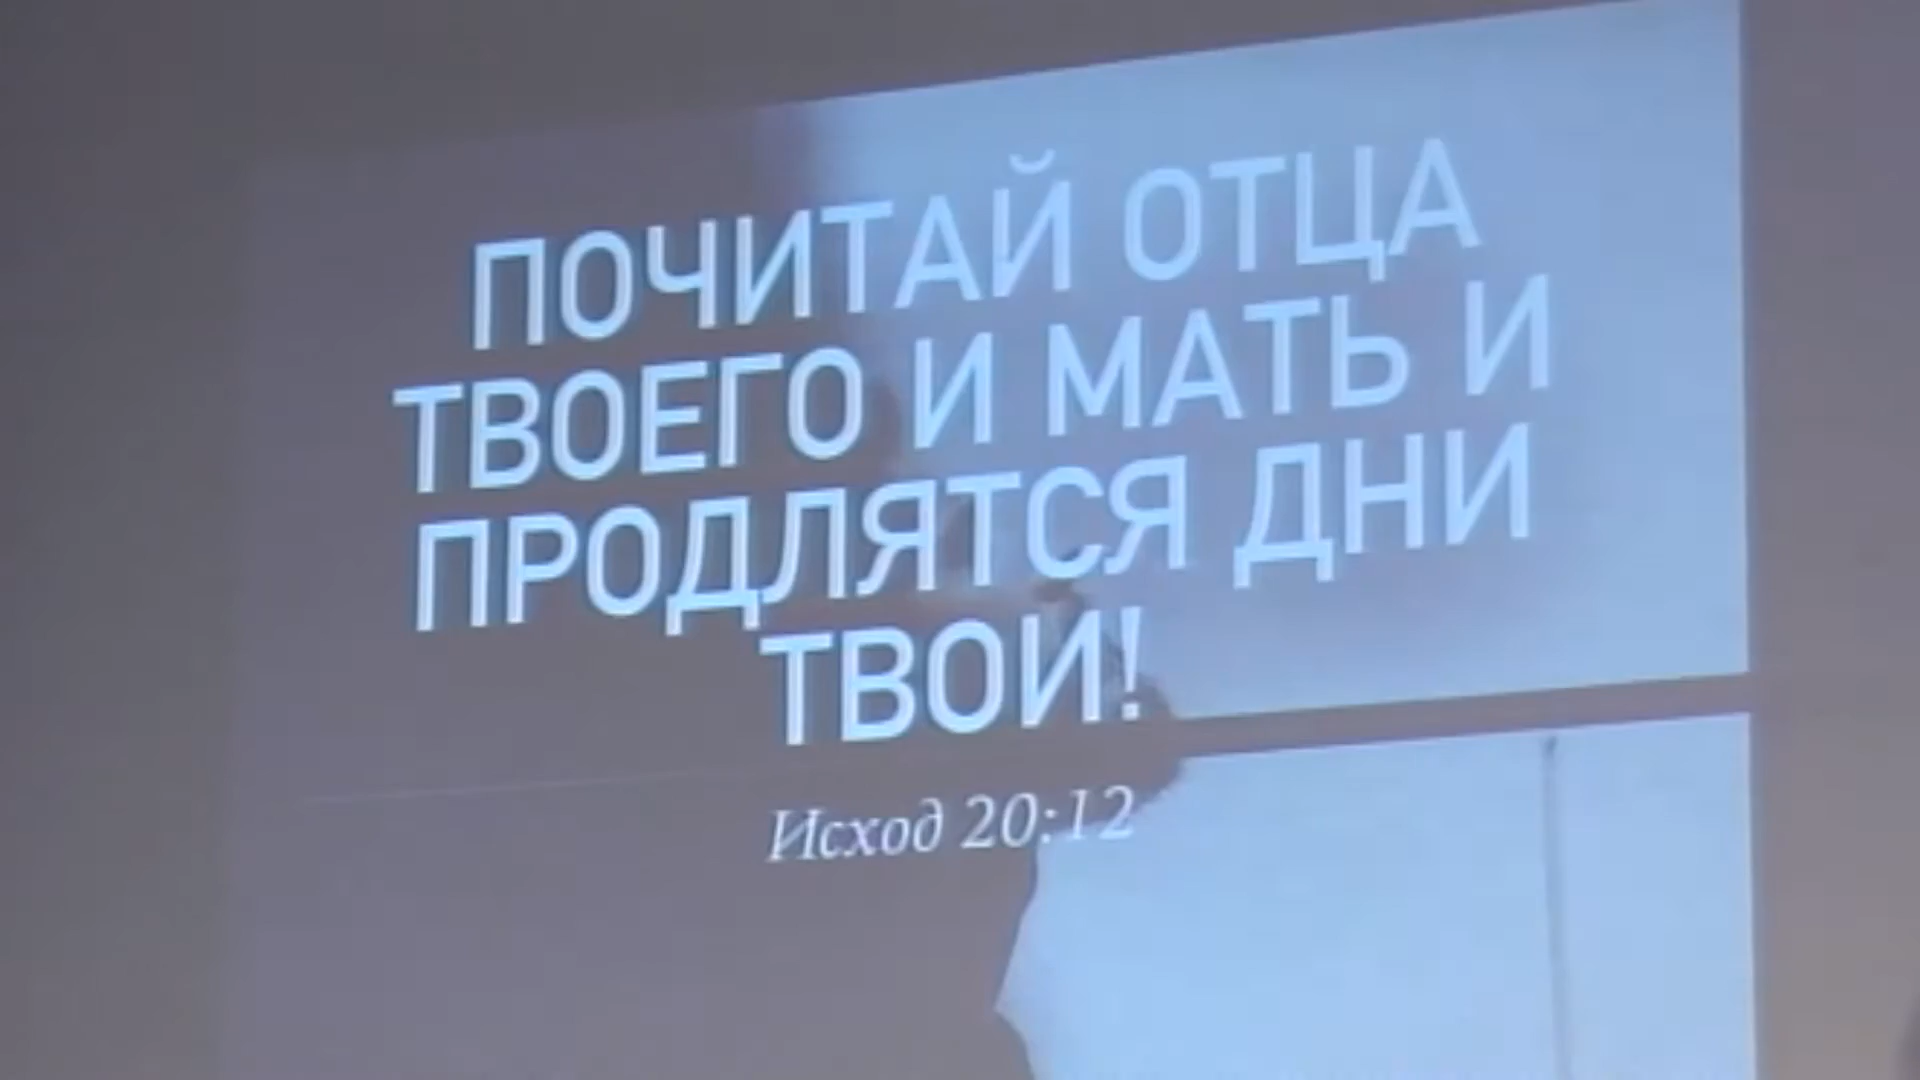 ПОЧИТАЙ ОТЦА
ТВОЕГО И МАТЬ И
ПРОДЛЯТСЯ ДНИ
ТВОИ!
Исход 20:12